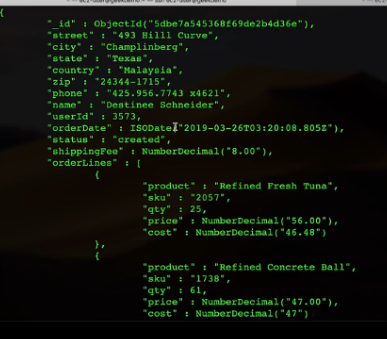 {
"_id" : ObjectId("5dbe7a545368f69de2b4d36e"),
"street" : "493 Hilll Curve",
"city" : "Champlinberg",
"state" : "Texas",
"country" : "Malaysia",
"zip" : "24344-1715",
"phone" : "425.956.7743 x4621",
"name" : "Destinee Schneider",
"userId" : 3573,
"orderDate" : ISODate("2019-03-26T03:20:08.805Z"),
"status" : "created",
"shippingFee" : NumberDecimal("8.00"),
"orderLines" : [
{
"product" : "Refined Fresh Tuna",
"sku" : "2057",
"qty" : 25,
"price" : NumberDecimal("56.00"),
"cost" : NumberDecimal("46.48")
},
{
"product" : "Refined Concrete Ball",
"sku" : "1738",
"qty" : 61,
"price" : NumberDecimal("47.00"),
"cost" : NumberDecimal("47")